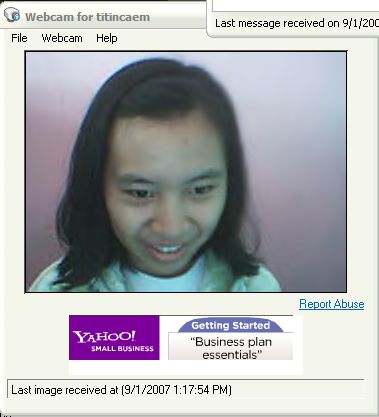 Webcam for titincaem
Last message received on 9/1/200
File Webcam Help
Report Abuse
YAHOO!
SMALL BUSINESS
Getting Started
"Business plan
essentials"
Last image received at (9/1/2007 1:17:54 PM)